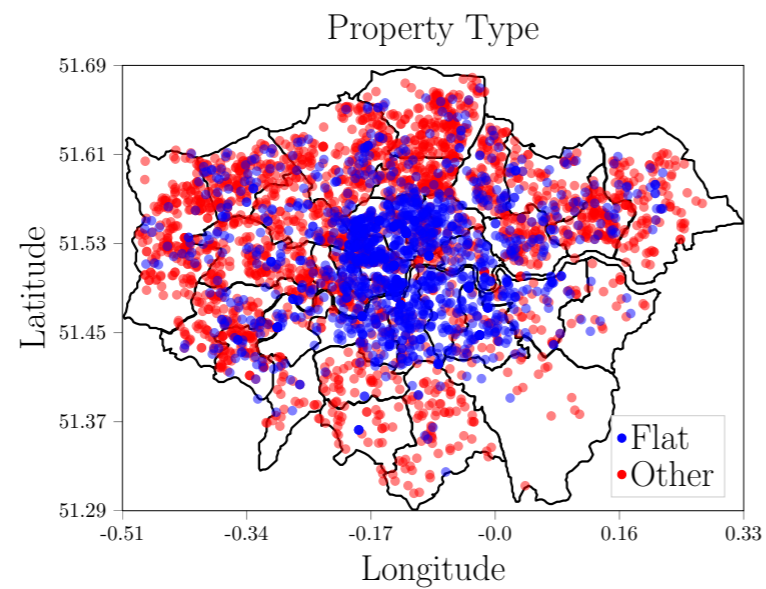 Property Type
51.69
51.61
51.53
51.45
51.37
51.29
Latitude
-0.51 -0.34 -0.17 -0.0 0.16 0.33
Longitude
Flat
Other